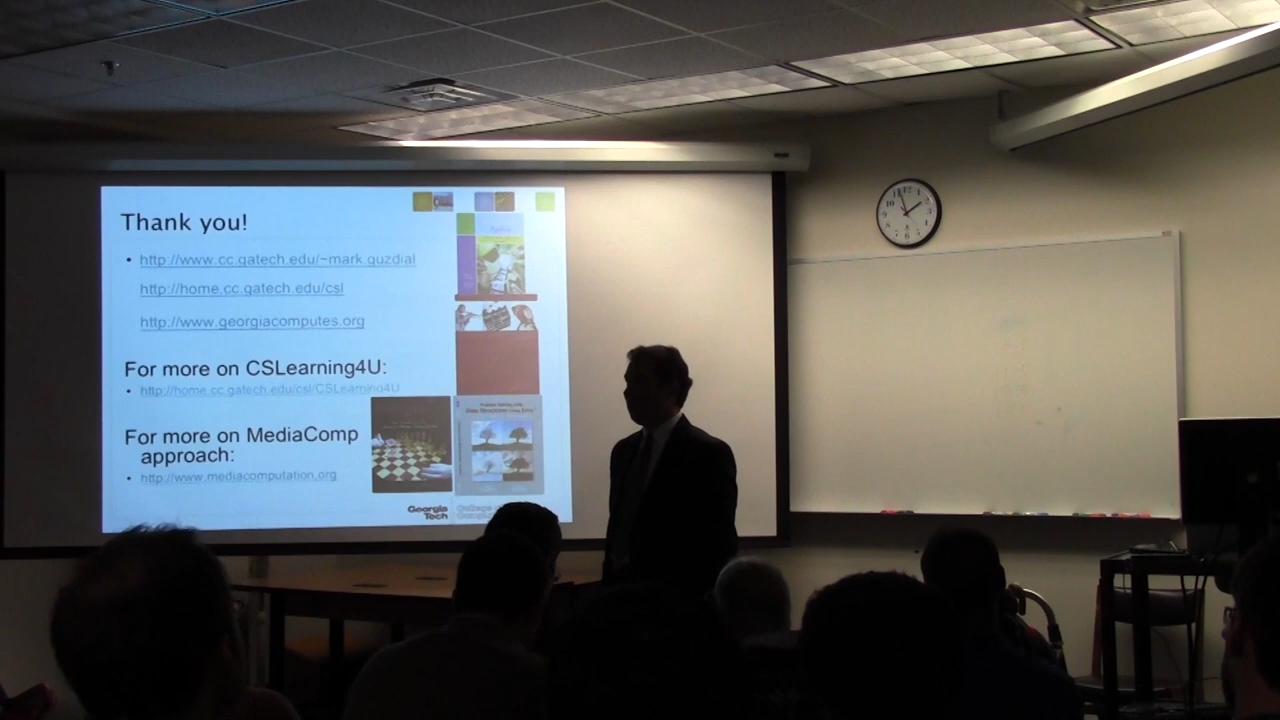 Thank you!
• http://www.cc.gatech.edu/~mark.guzdial
http://home.cc.gatech.edu/csl
http://www.georgiacomputes.org
For more on CSLearning4U:
• http://home.cc.gatech.edu/csl/CSLearning4U
For more on MediaComp
approach:
• http://www.mediacomputation.org
Georgia
Tech
College of